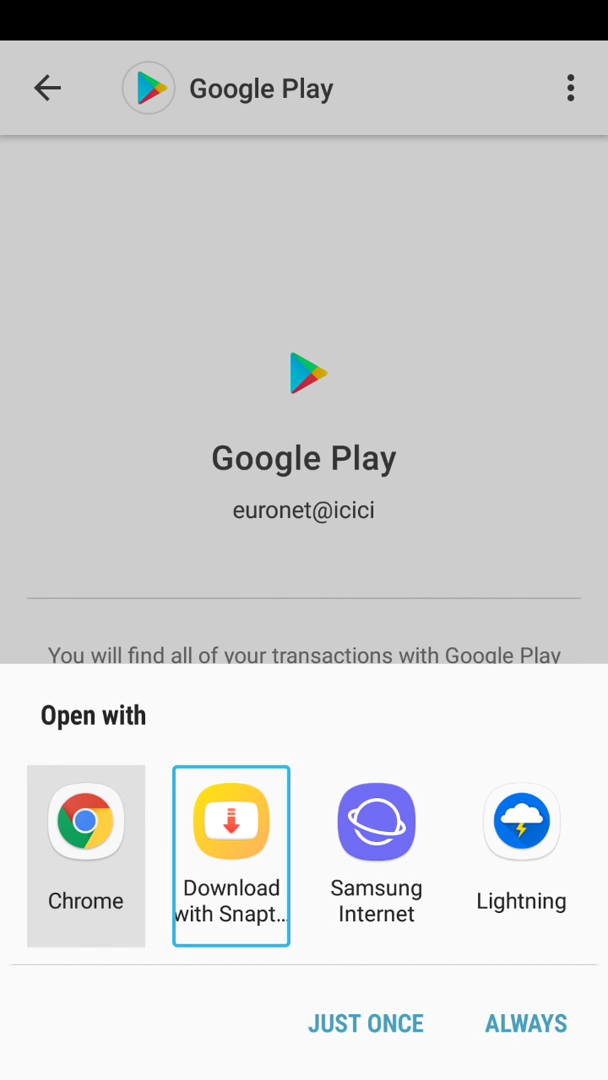 Google Play
Google Play
euronet@icici
You will find all of your transactions with Google Play
Open with
Chrome
Download
with Snapt...
Samsung
Internet
Lightning
JUST ONCE
ALWAYS